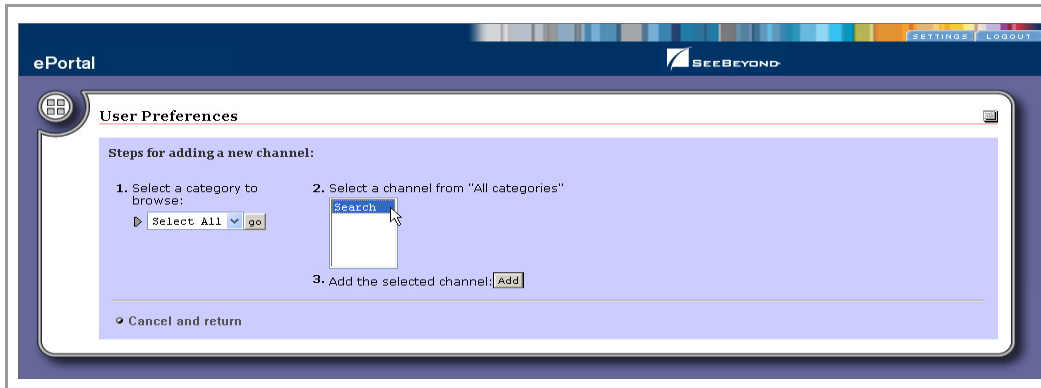 SETTINGS LOGOUT
ePortal
SEEBEYOND
User Preferences
Steps for adding a new channel:
1. Select a category to
browse:
Select All go
2. Select a channel from "All categories"
Search
3. Add the selected channel: Add
Cancel and return